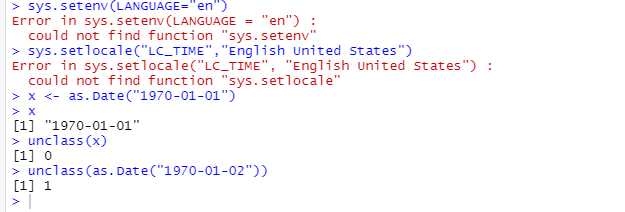 > sys.setenv(LANGUAGE="en")
Error in sys.setenv(LANGUAGE = "en") :
  could not find function "sys.setenv"
> sys.setlocale("LC_TIME","English United States")
Error in sys.setlocale("LC_TIME", "English United States") :
  could not find function "sys.setlocale"
> x <- as.Date("1970-01-01")
> x
[1] "1970-01-01"
> unclass(x)
[1] 0
> unclass(as.Date("1970-01-02"))
[1] 1
>